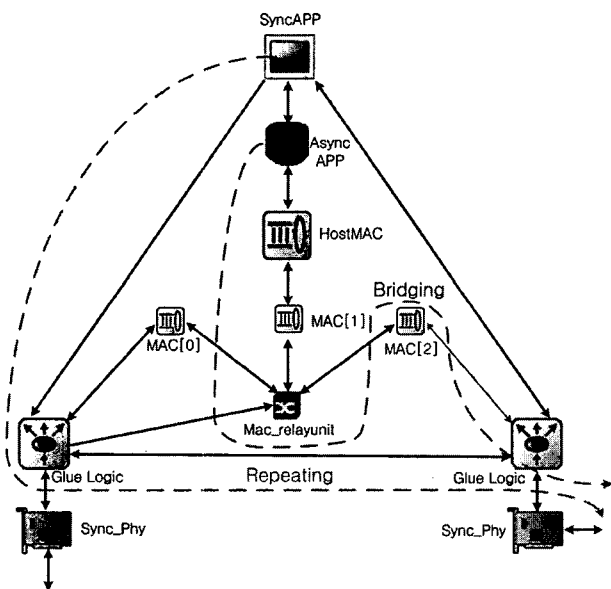 SyncAPP
Async
APP
HostMAC
Bridging
MAC[1]
MAC[0]
MAC[2]
Mac_relayunit
Glue Logic
Repeating
Glue Logic
Sync_Phy
Sync_Phy